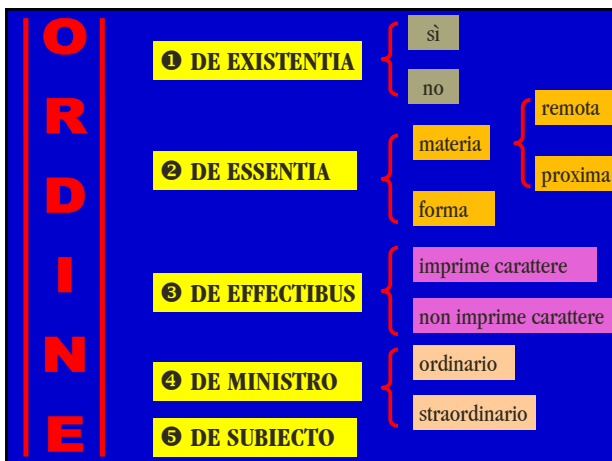 ORDINE
❶ DE EXISTENTIA
sì
no
❷ DE ESSENTIA
materia
remota
proxima
forma
❸ DE EFFECTIBUS
imprime carattere
non imprime carattere
❹ DE MINISTRO
ordinario
straordinario
❺ DE SUBIECTO